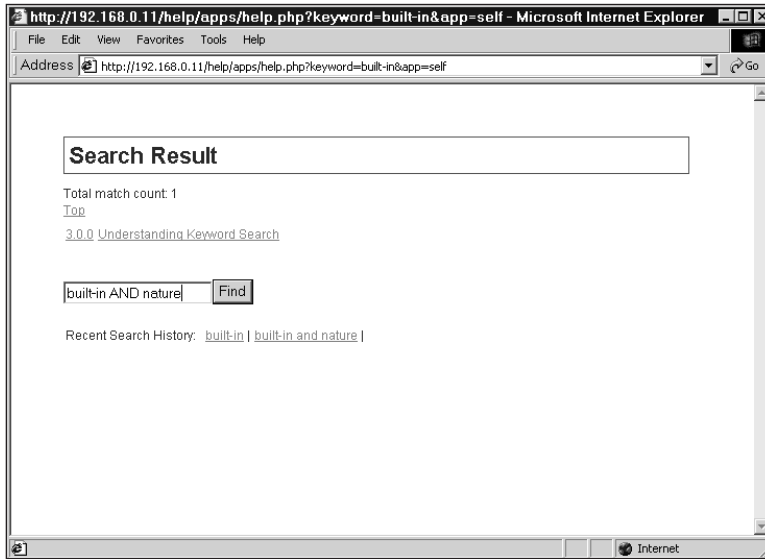 http://192.168.0.11/help/apps/help.php?keyword=built-in&app=self - Microsoft Internet Explorer
File Edit View Favorites Tools Help
Address http://192.168.0.11/help/apps/help.php?keyword=built-in&app=self Go
Search Result
Total match count: 1
Top
3.0.0 Understanding Keyword Search
built-in AND nature Find
Recent Search History: built-in | built-in and nature |
Internet